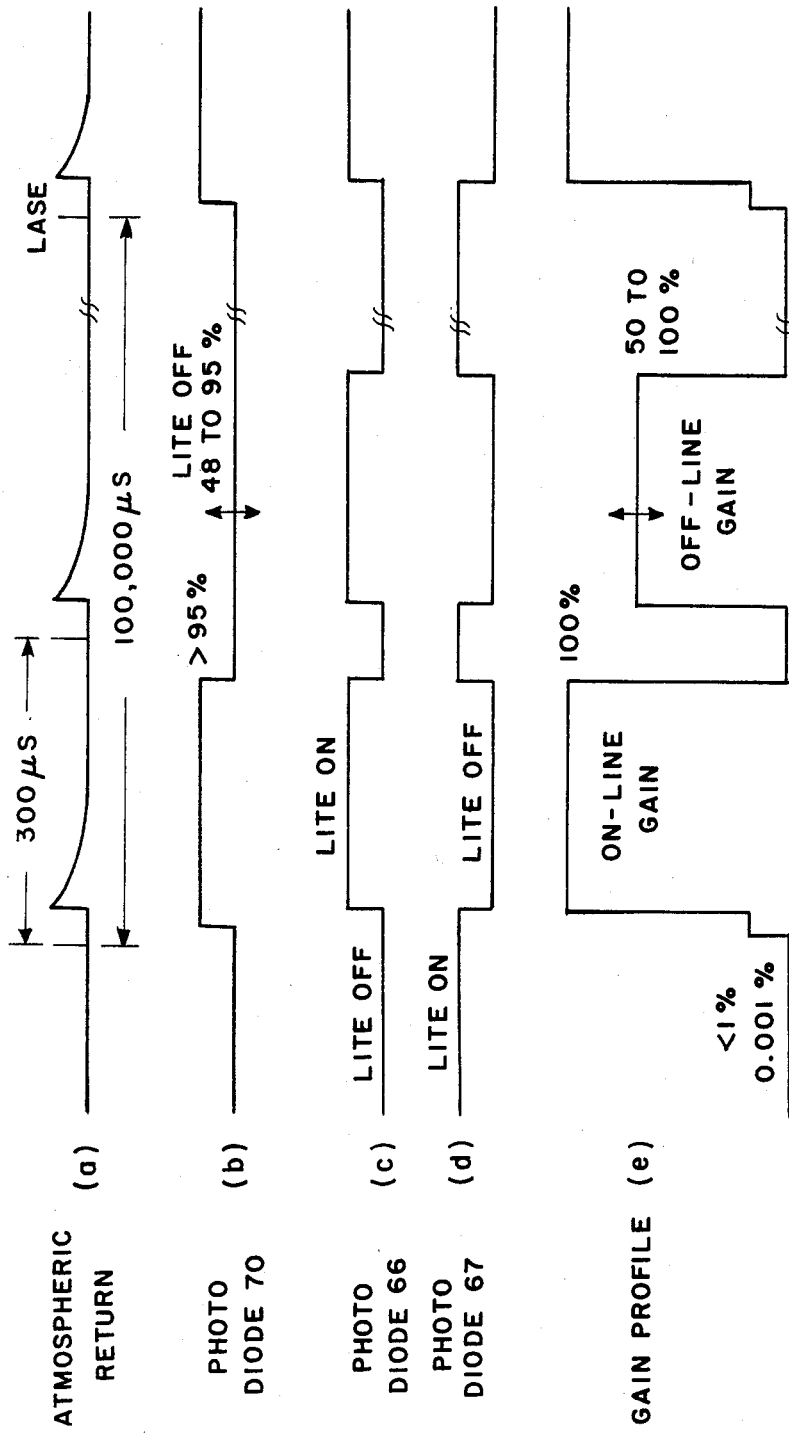 ATMOSPHERIC
RETURN
(a)
300 µS
100,000 µS
LASE
PHOTO
DIODE 70
(b)
>95%
LITE OFF
48 TO 95 %
PHOTO
DIODE 66
(c)
LITE OFF
LITE ON
PHOTO
DIODE 67
(d)
LITE ON
LITE OFF
GAIN PROFILE (e)
<1%
0.001 %
ON-LINE
GAIN
100%
OFF-LINE
GAIN
50 TO
100 %